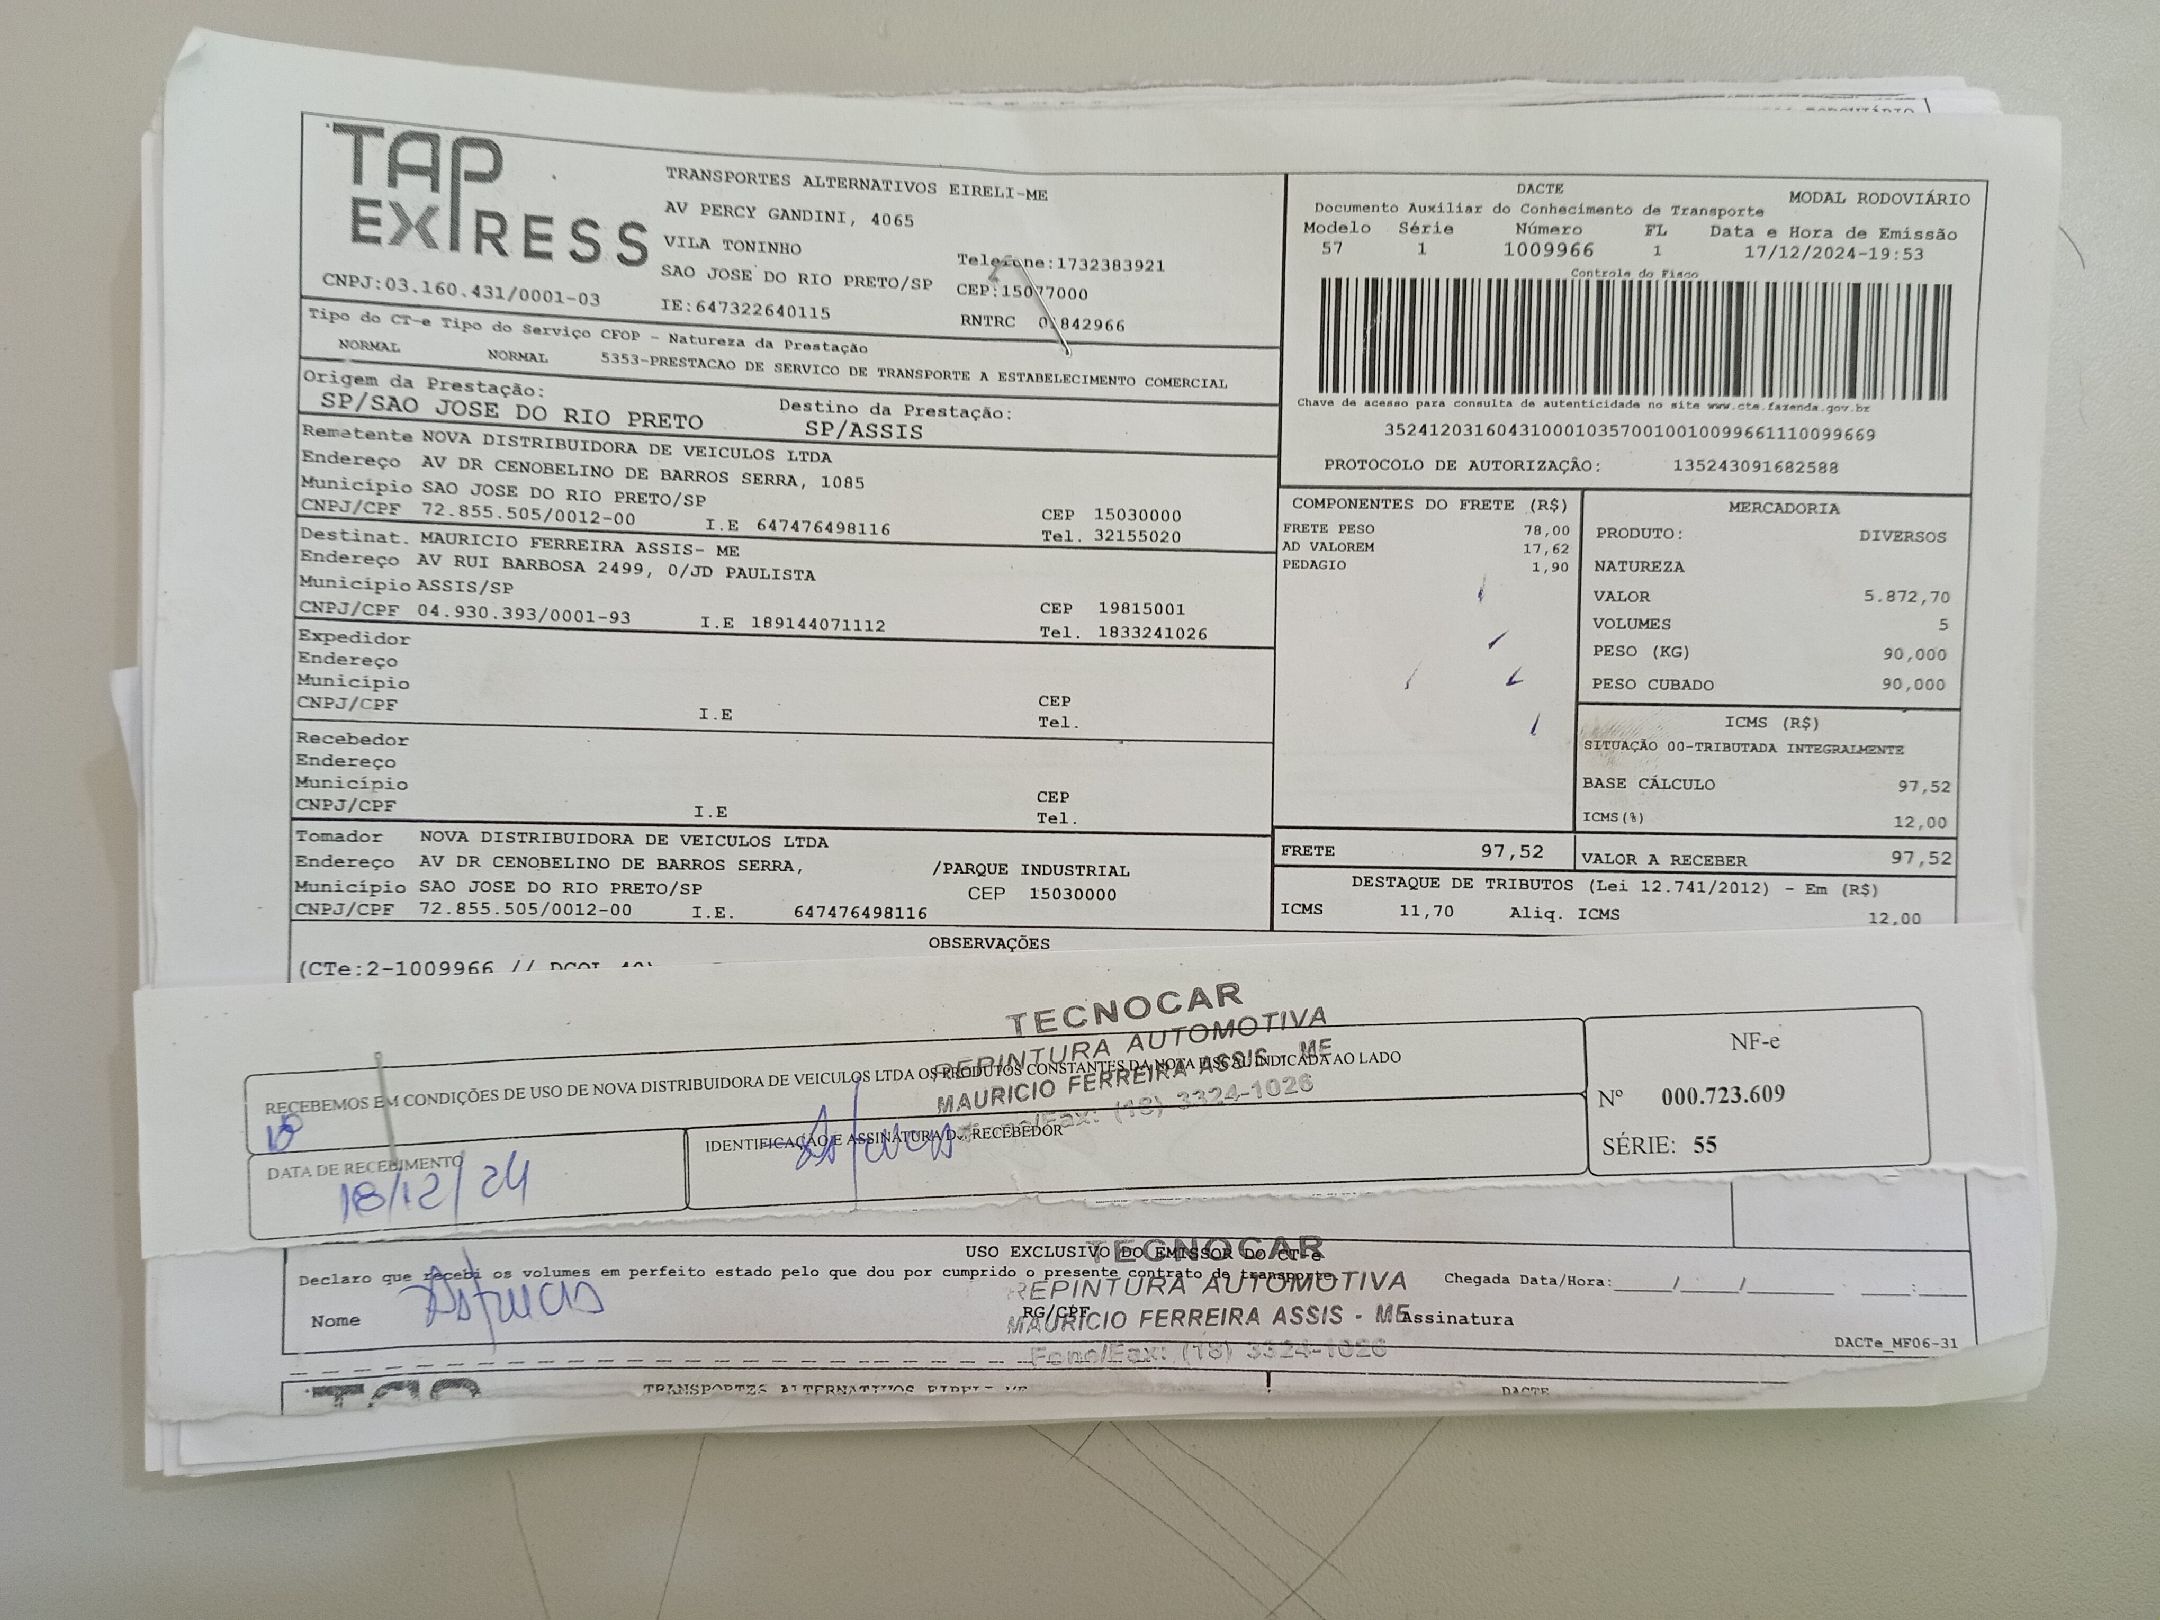 TAP
EXPRESS
CNPJ:03.160.431/0001-03
TRANSPORTES ALTERNATIVOS EIRELI-ME
AV PERCY GANDINI, 4065
VILA TONINHO
SAO JOSE DO RIO PRETO/SP
IE:647322640115
Telefone:1732383921
CEP:15077000
RNTRC 842966
DACTE MODAL RODOVIÁRIO
Documento Auxiliar do Conhecimento de Transporte
Modelo Série Número FL Data e Hora de Emissão
57 1 1009966 1 17/12/2024-19:53
Controle do Fisco
Chave de acesso para consulta de autenticidade no site www.cte.fazenda.gov.br
35241203160431000103570010010099661110099669
PROTOCOLO DE AUTORIZAÇÃO: 135243091682588
Tipo do CT-e Tipo do Serviço CFOP - Natureza da Prestação
NORMAL NORMAL 5353-PRESTACAO DE SERVICO DE TRANSPORTE A ESTABELECIMENTO COMERCIAL
Origem da Prestação: Destino da Prestação:
SP/SAO JOSE DO RIO PRETO SP/ASSIS
Rematente NOVA DISTRIBUIDORA DE VEICULOS LTDA
Endereço AV DR CENOBELINO DE BARROS SERRA, 1085
Município SAO JOSE DO RIO PRETO/SP CEP 15030000
CNPJ/CPF 72.855.505/0012-00 I.E 647476498116 Tel. 32155020
Destinat. MAURICIO FERREIRA ASSIS- ME
Endereço AV RUI BARBOSA 2499, 0/JD PAULISTA
Município ASSIS/SP CEP 19815001
CNPJ/CPF 04.930.393/0001-93 I.E 189144071112 Tel. 1833241026
Expedidor
Endereço
Município CEP
CNPJ/CPF I.E Tel.
Recebedor
Endereço
Município CEP
CNPJ/CPF I.E Tel.
Tomador NOVA DISTRIBUIDORA DE VEICULOS LTDA
Endereço AV DR CENOBELINO DE BARROS SERRA, /PARQUE INDUSTRIAL
Município SAO JOSE DO RIO PRETO/SP CEP 15030000
CNPJ/CPF 72.855.505/0012-00 I.E. 647476498116
COMPONENTES DO FRETE (R$)
FRETE PESO 78,00
AD VALOREM 17,62
PEDAGIO 1,90
MERCADORIA
PRODUTO: DIVERSOS
NATUREZA
VALOR 5.872,70
VOLUMES 5
PESO (KG) 90,000
PESO CUBADO 90,000
ICMS (R$)
SITUAÇÃO 00-TRIBUTADA INTEGRALMENTE
BASE CÁLCULO 97,52
ICMS(%) 12,00
FRETE 97,52 VALOR A RECEBER 97,52
DESTAQUE DE TRIBUTOS (Lei 12.741/2012) - Em (R$)
ICMS 11,70 Aliq. ICMS 12,00
OBSERVAÇÕES
(CTe:2-1009966 //
TECNOCAR
REPINTURA AUTOMOTIVA
MAURICIO FERREIRA ASSIS - ME
Fone/Fax: (18) 3324-1026
RECEBEMOS EM CONDIÇÕES DE USO DE NOVA DISTRIBUIDORA DE VEICULOS LTDA OS PRODUTOS CONSTANTES DA NOTA FISCAL INDICADA AO LADO
DATA DE RECEBIMENTO
18/12/24
IDENTIFICAÇÃO E ASSINATURA DO RECEBEDOR
NF-e
Nº 000.723.609
SÉRIE: 55
USO EXCLUSIVO DO EMISSOR DO CT-e
Declaro que recebi os volumes em perfeito estado pelo que dou por cumprido o presente contrato de transporte
Chegada Data/Hora: / / :
Nome RG/CPF Assinatura
TECNOCAR
REPINTURA AUTOMOTIVA
MAURICIO FERREIRA ASSIS - ME
Fone/Fax: (18) 3324-1026
DACTe_MF06-31
TRANSPORTES ALTERNATIVOS EIRELI-ME
DACTE